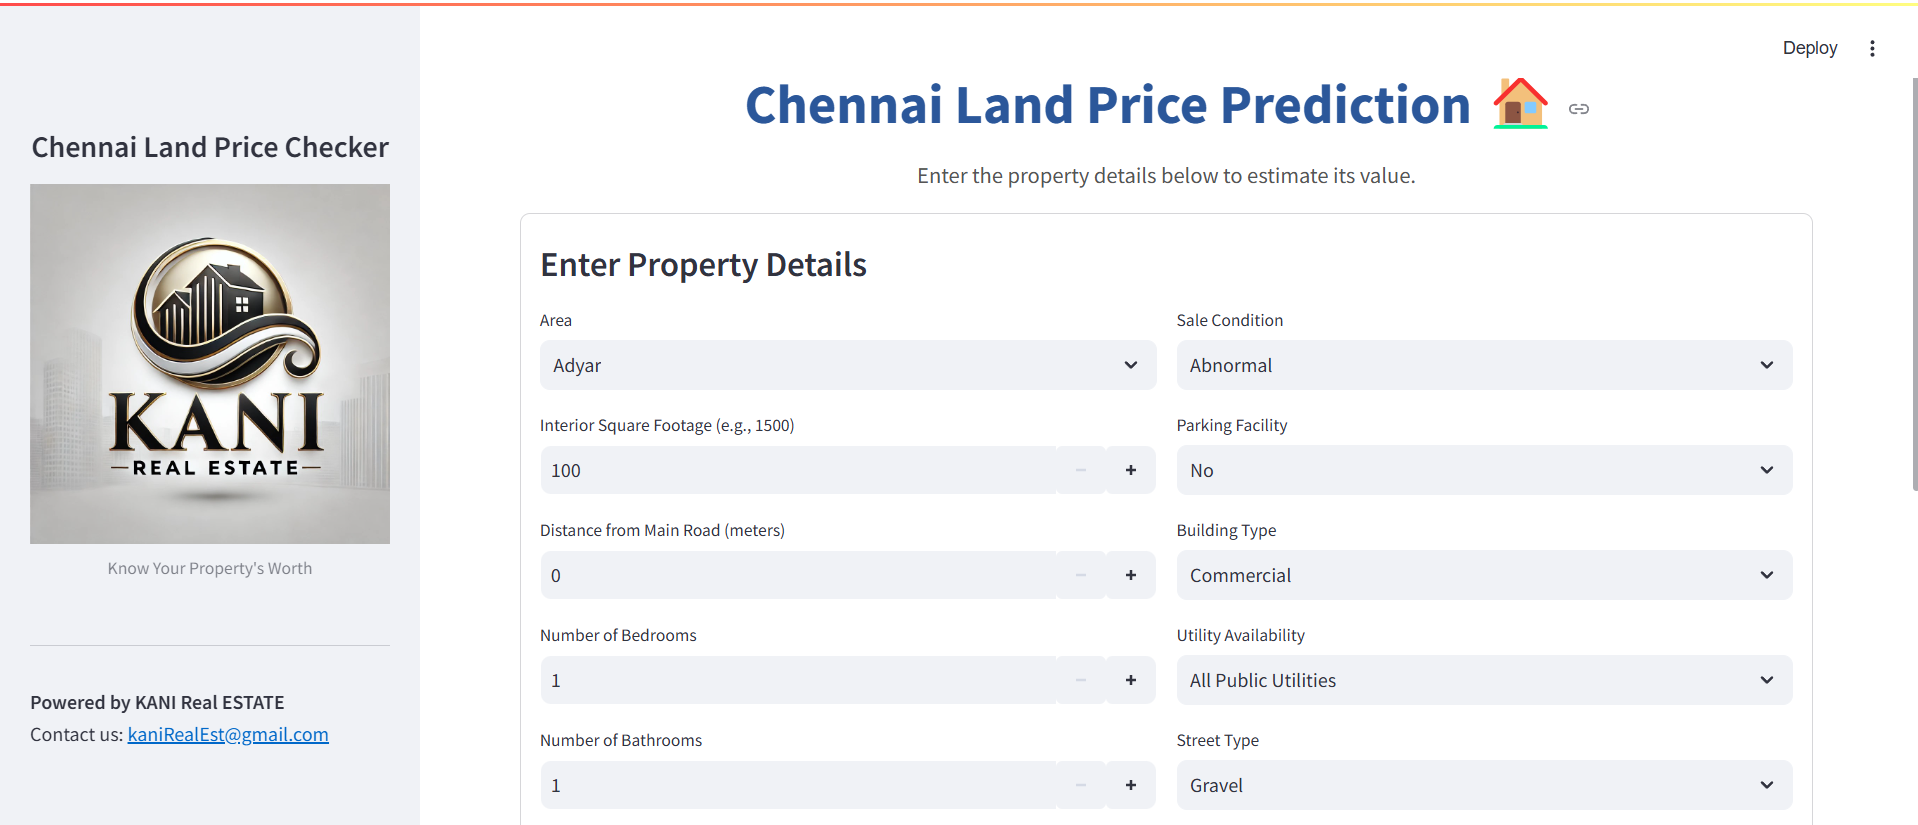 Deploy
Chennai Land Price Checker
KANI
REAL ESTATE
Know Your Property's Worth
Powered by KANI Real ESTATE
Contact us: kaniRealEst@gmail.com
Chennai Land Price Prediction
Enter the property details below to estimate its value.
Enter Property Details
Area
Adyar
Interior Square Footage (e.g., 1500)
100
Distance from Main Road (meters)
0
Number of Bedrooms
1
Number of Bathrooms
1
Sale Condition
Abnormal
Parking Facility
No
Building Type
Commercial
Utility Availability
All Public Utilities
Street Type
Gravel